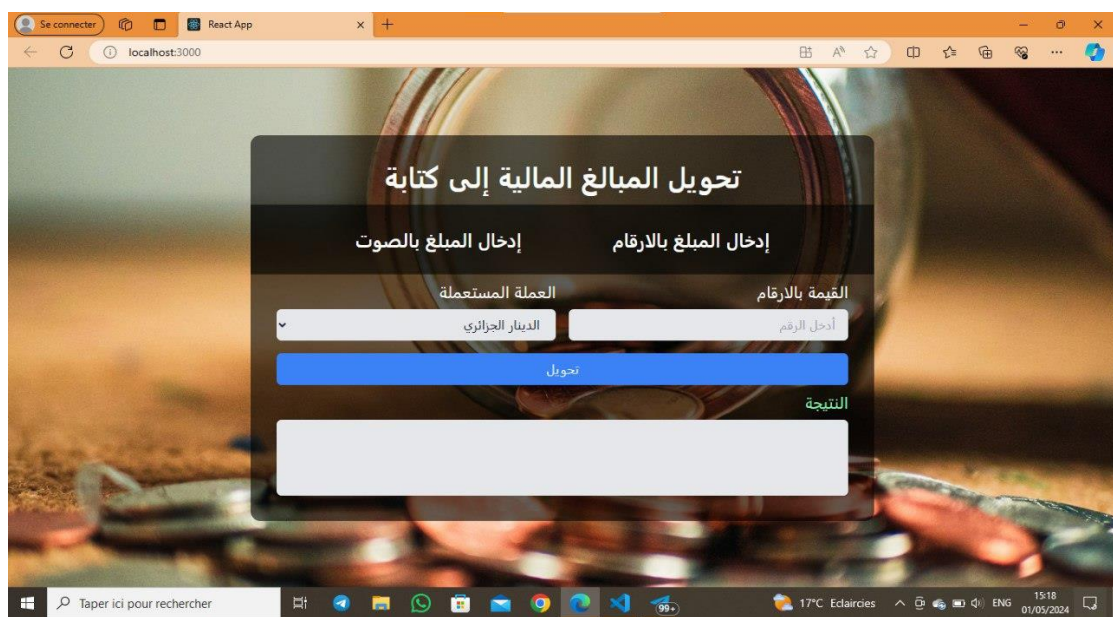 Se connecter React App
localhost:3000
تحويل المبالغ المالية إلى كتابة
إدخال المبلغ بالارقام إدخال المبلغ بالصوت
القيمة بالارقام العملة المستعملة
أدخل الرقم الدينار الجزائري
تحويل
النتيجة
Taper ici pour rechercher 99+ 17°C Eclaircies ENG 15:18
01/05/2024